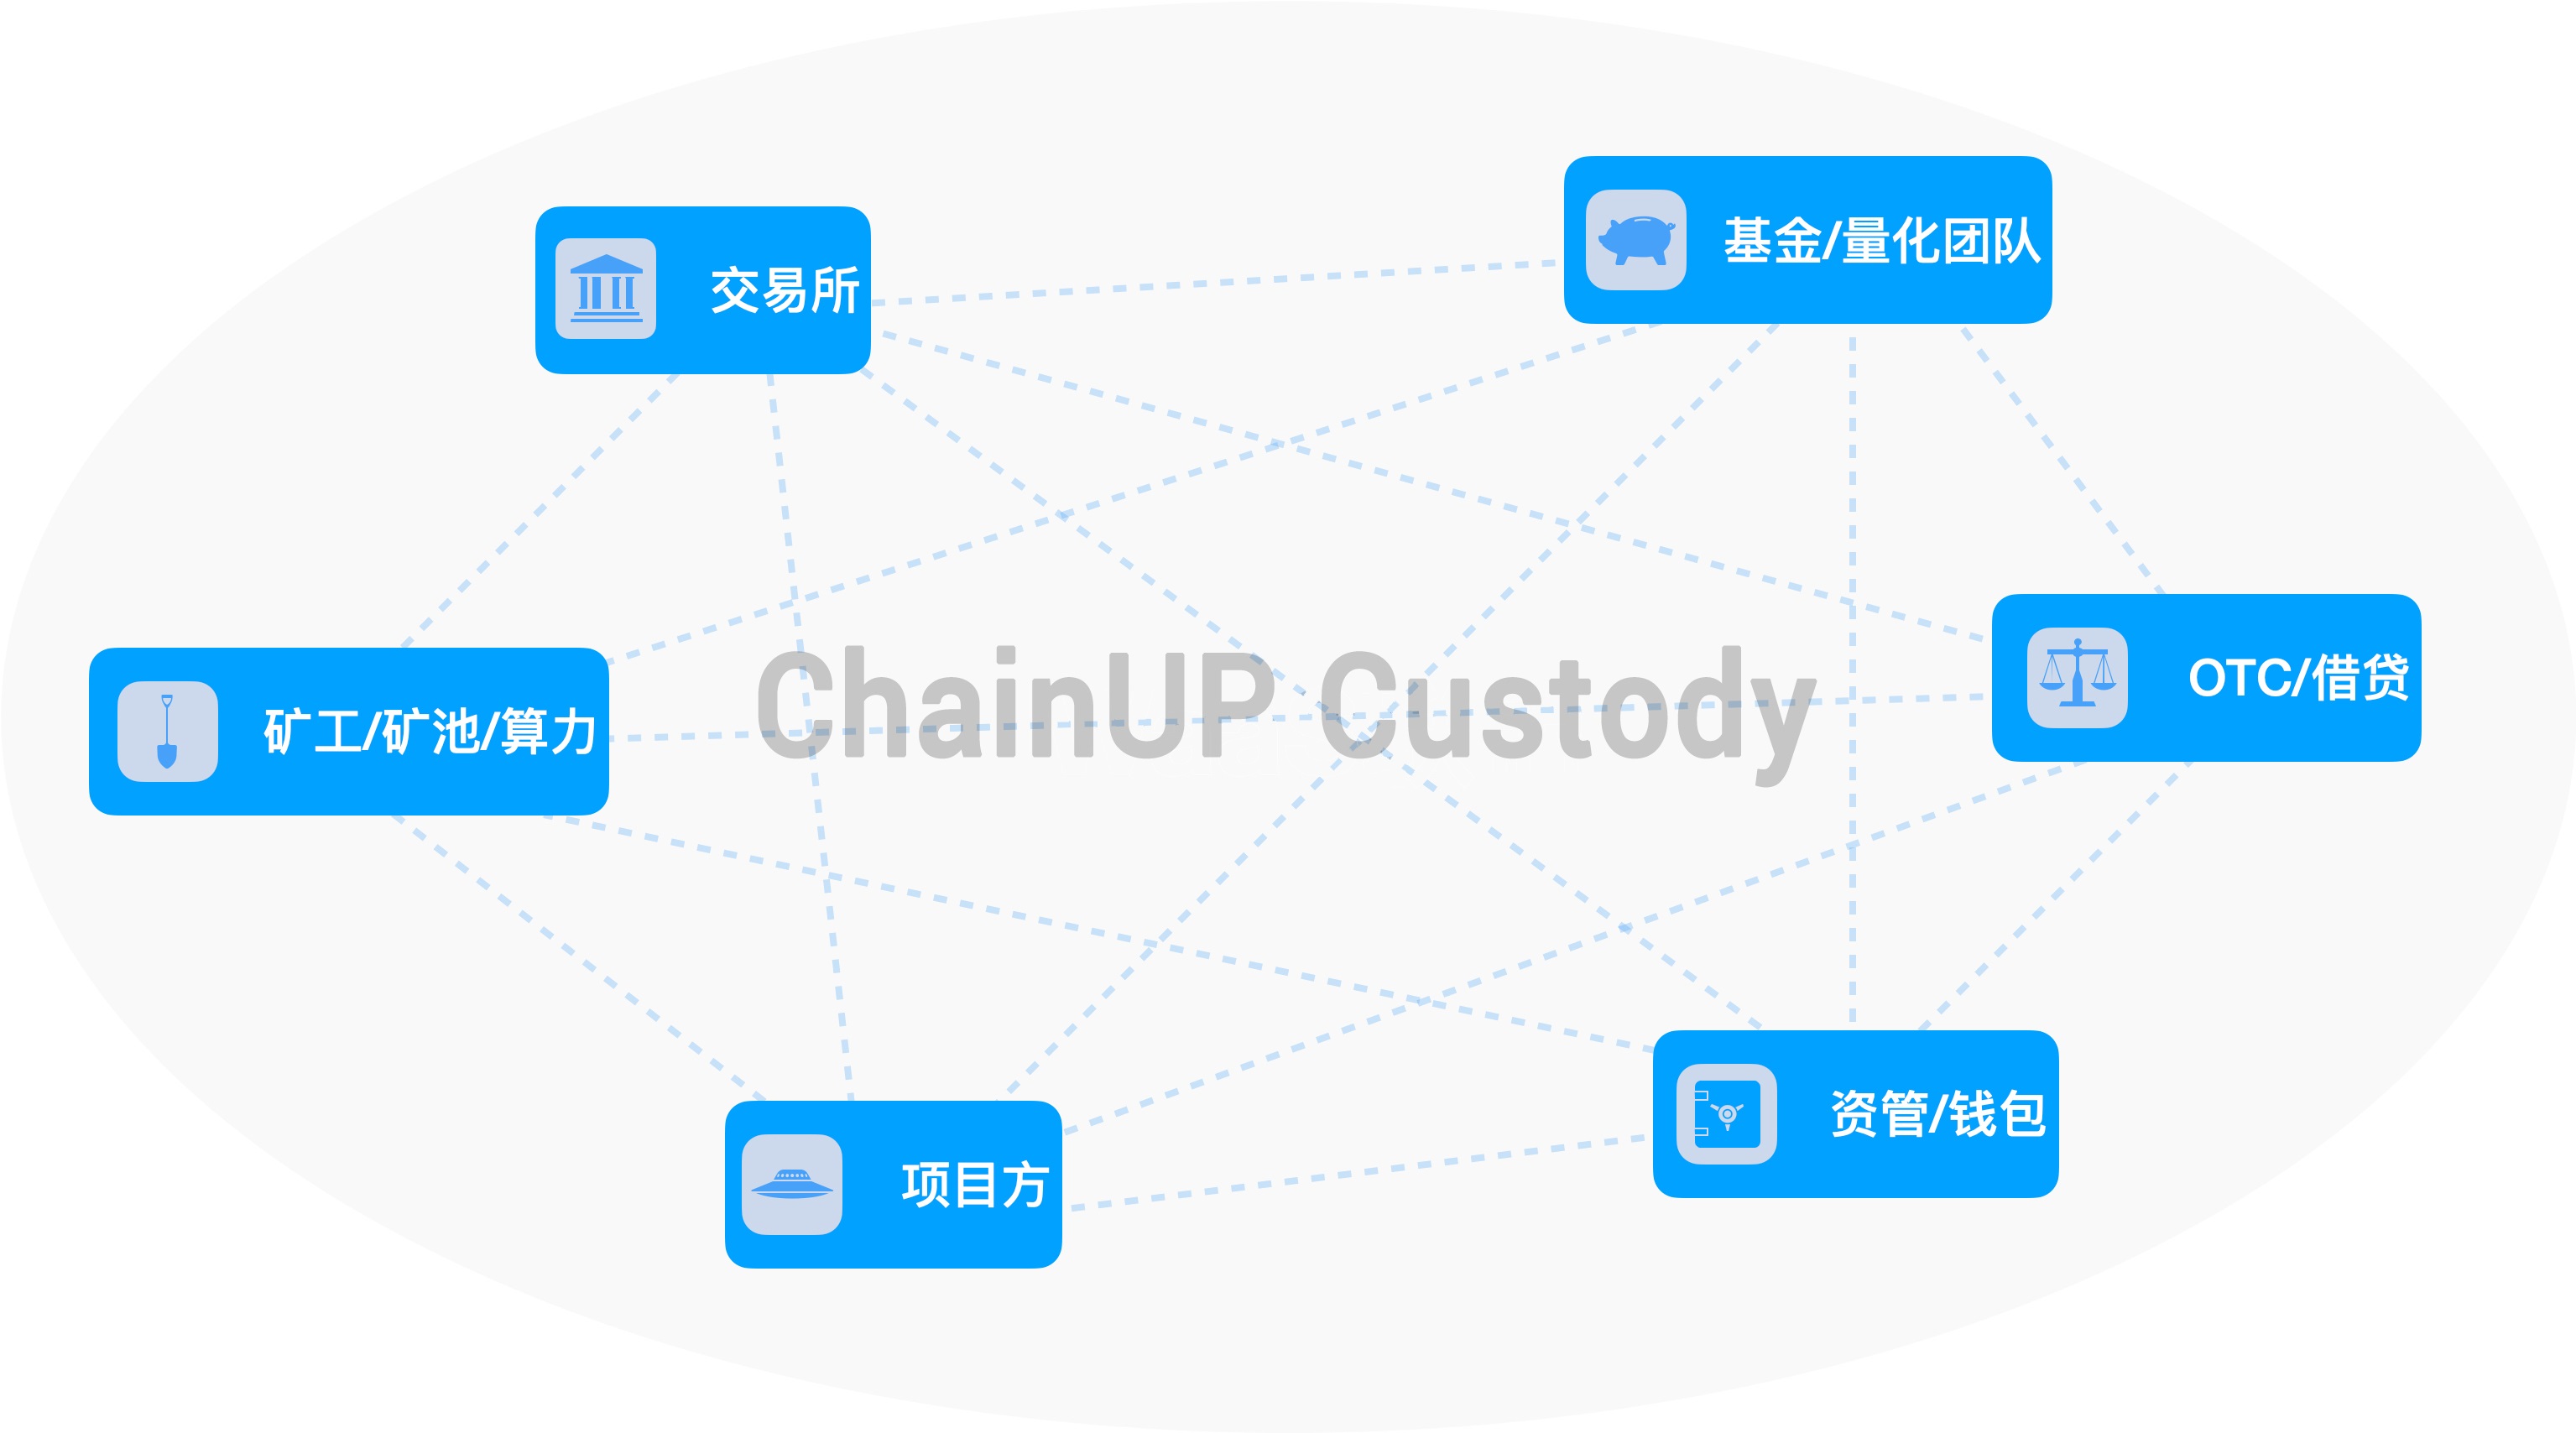 基金/量化团队
交易所
OTC/借贷
ChainUP Custody
矿工/矿池/算力
资管/钱包
项目方